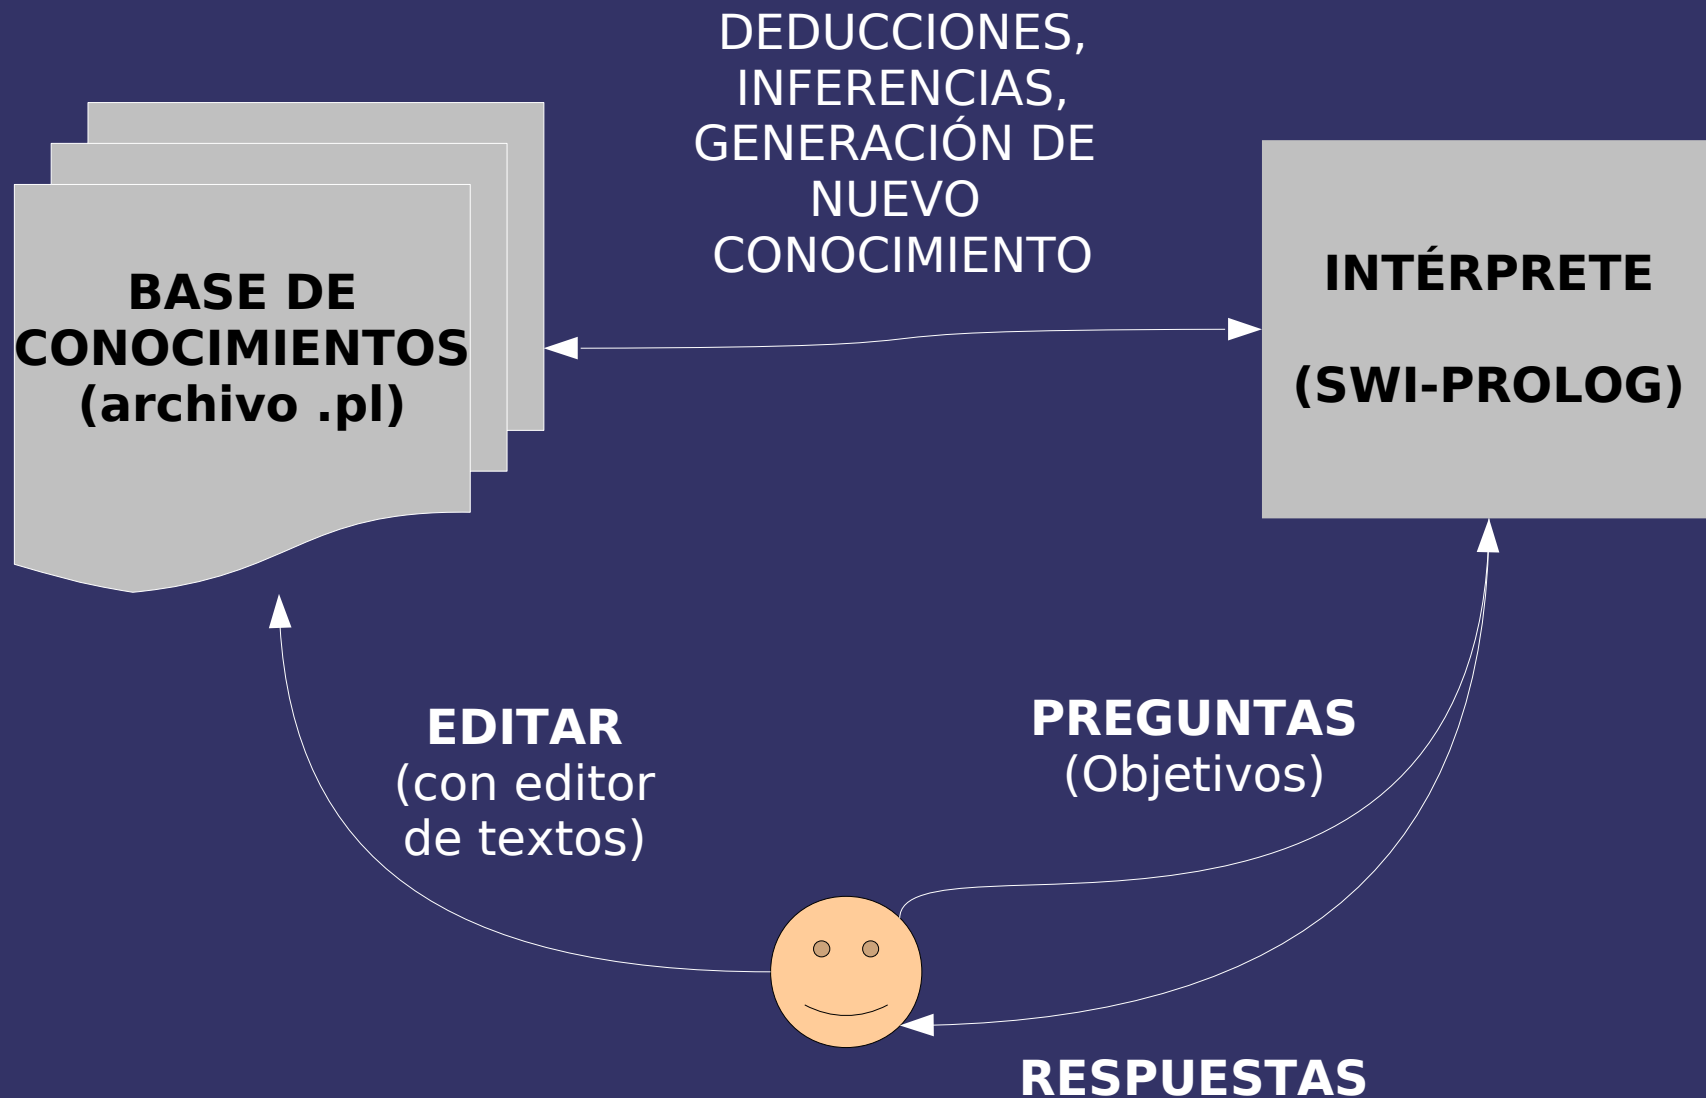 DEDUCCIONES,
INFERENCIAS,
GENERACIÓN DE
NUEVO
CONOCIMIENTO
BASE DE
CONOCIMIENTOS
(archivo .pl)
INTÉRPRETE
(SWI-PROLOG)
EDITAR
(con editor
de textos)
PREGUNTAS
(Objetivos)
RESPUESTAS